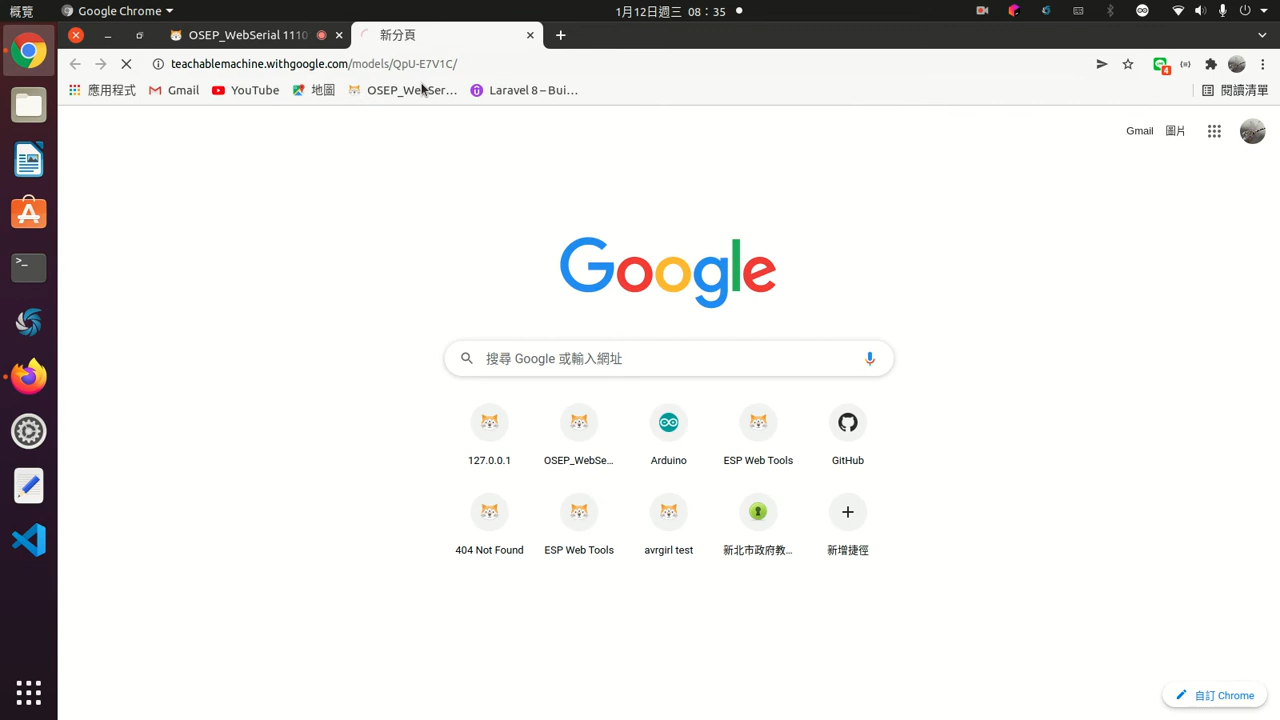 概覽
Google Chrome
1月12日週三 08：35
OSEP_WebSerial 1110
新分頁
teachablemachine.withgoogle.com/models/QpU-E7V1C/
4
應用程式
Gmail
YouTube
地圖
OSEP_WebSer...
Laravel 8 – Bui...
閱讀清單
Gmail
圖片
Google
搜尋 Google 或輸入網址
127.0.0.1
OSEP_WebSe...
Arduino
ESP Web Tools
GitHub
404 Not Found
ESP Web Tools
avrgirl test
新北市政府教...
新增捷徑
自訂 Chrome